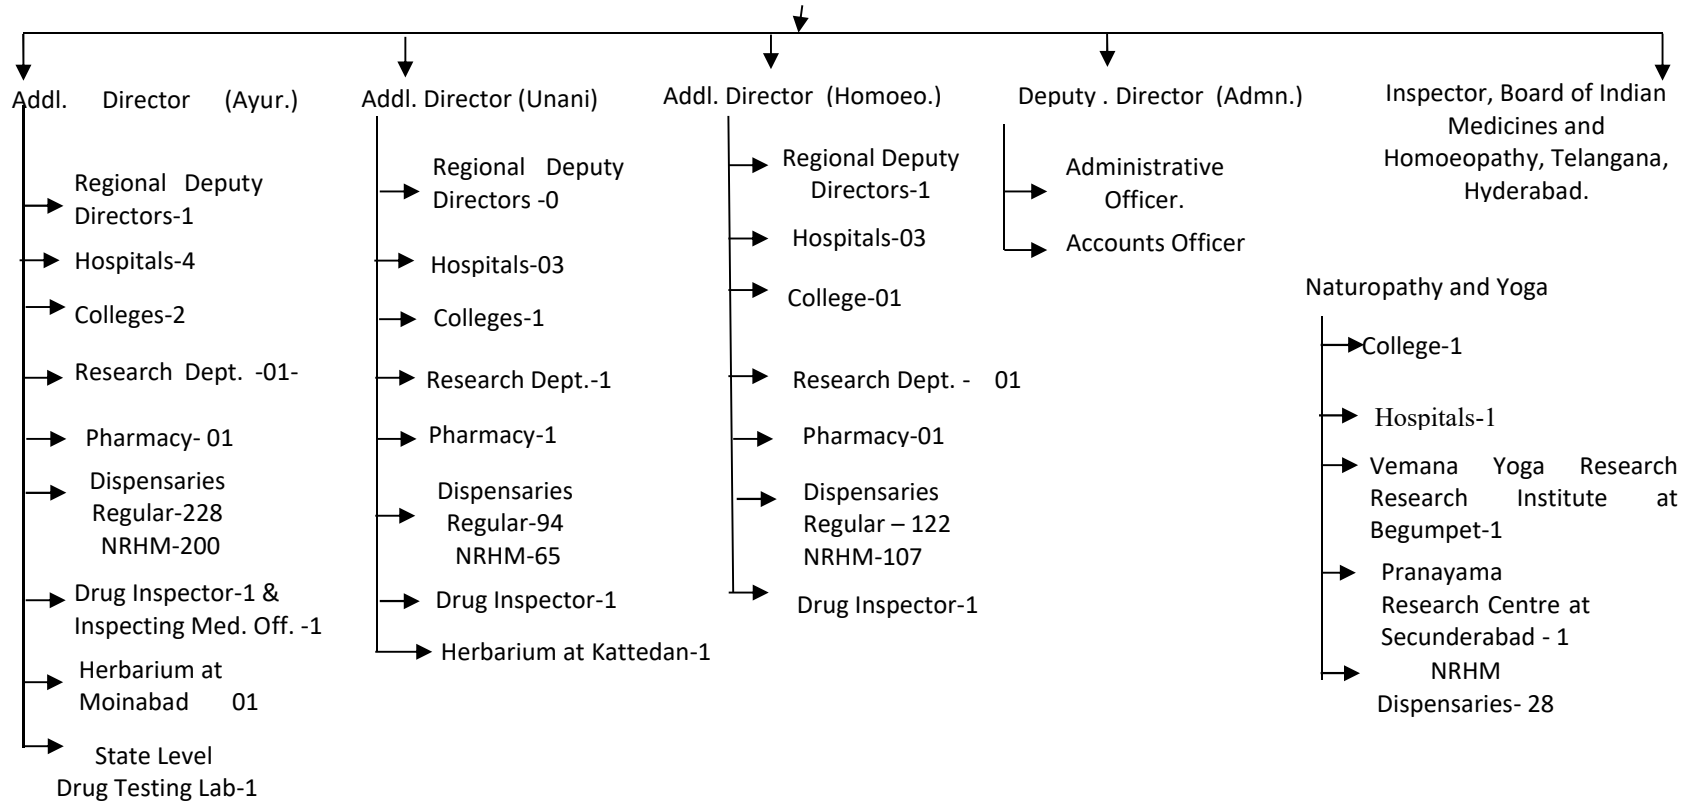 Addl. Director (Ayur.)
Regional Deputy
Directors-1
Hospitals-4
Colleges-2
Research Dept. -01-
Pharmacy- 01
Dispensaries
Regular-228
NRHM-200
Drug Inspector-1 &
Inspecting Med. Off. -1
Herbarium at
Moinabad 01
State Level
Drug Testing Lab-1
Addl. Director (Unani)
Regional Deputy
Directors -0
Hospitals-03
Colleges-1
Research Dept.-1
Pharmacy-1
Dispensaries
Regular-94
NRHM-65
Drug Inspector-1
Herbarium at Kattedan-1
Addl. Director (Homoeo.)
Regional Deputy
Directors-1
Hospitals-03
College-01
Research Dept. - 01
Pharmacy-01
Dispensaries
Regular – 122
NRHM-107
Drug Inspector-1
Deputy . Director (Admn.)
Administrative
Officer.
Accounts Officer
Inspector, Board of Indian
Medicines and
Homoeopathy, Telangana,
Hyderabad.
Naturopathy and Yoga
College-1
Hospitals-1
Vemana Yoga Research
Research Institute at
Begumpet-1
Pranayama
Research Centre at
Secunderabad - 1
NRHM
Dispensaries- 28